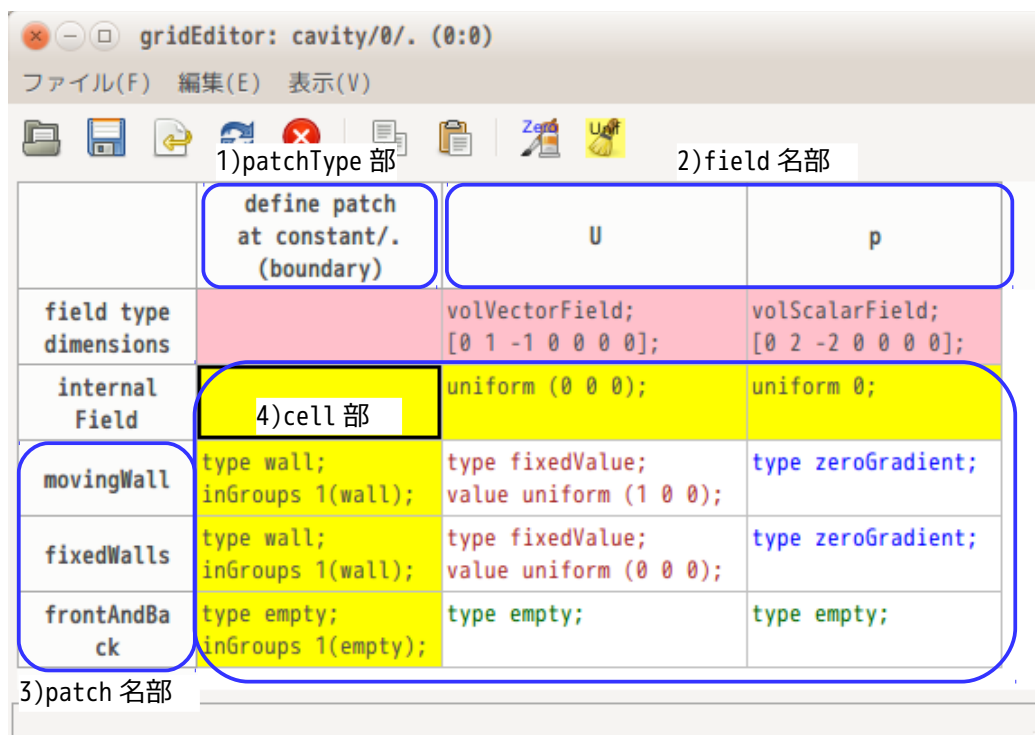 gridEditor: cavity/0/. (0:0)
ファイル(F) 編集(E) 表示(V)
Zero
Unif
1)patchType 部
2)field 名部
define patch
at constant/.
(boundary)
U
p
field type
dimensions
volVectorField;
[0 1 -1 0 0 0 0];
volScalarField;
[0 2 -2 0 0 0 0];
internal
Field
4)cell 部
uniform (0 0 0);
uniform 0;
movingWall
type wall;
inGroups 1(wall);
type fixedValue;
value uniform (1 0 0);
type zeroGradient;
fixedWalls
type wall;
inGroups 1(wall);
type fixedValue;
value uniform (0 0 0);
type zeroGradient;
frontAndBa
ck
type empty;
inGroups 1(empty);
type empty;
type empty;
3)patch 名部